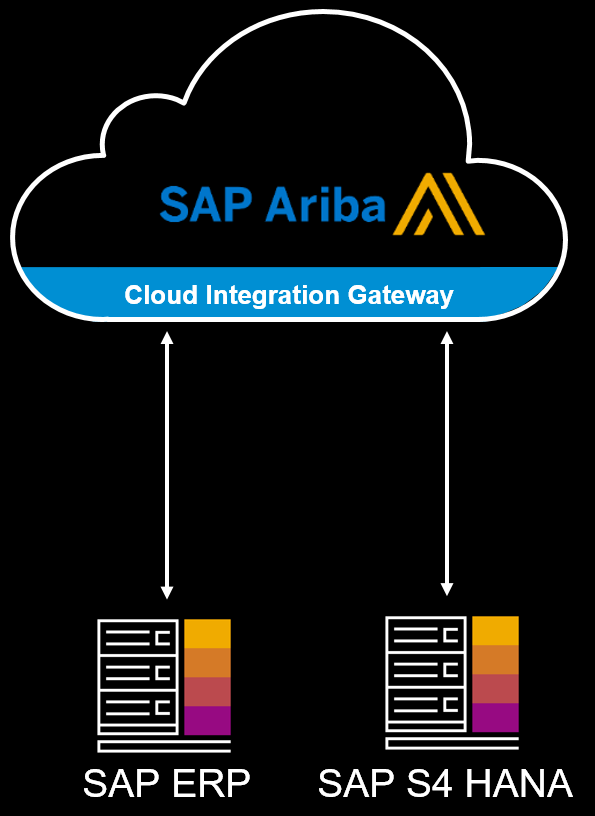 SAP Ariba
Cloud Integration Gateway
SAP ERP
SAP S4 HANA